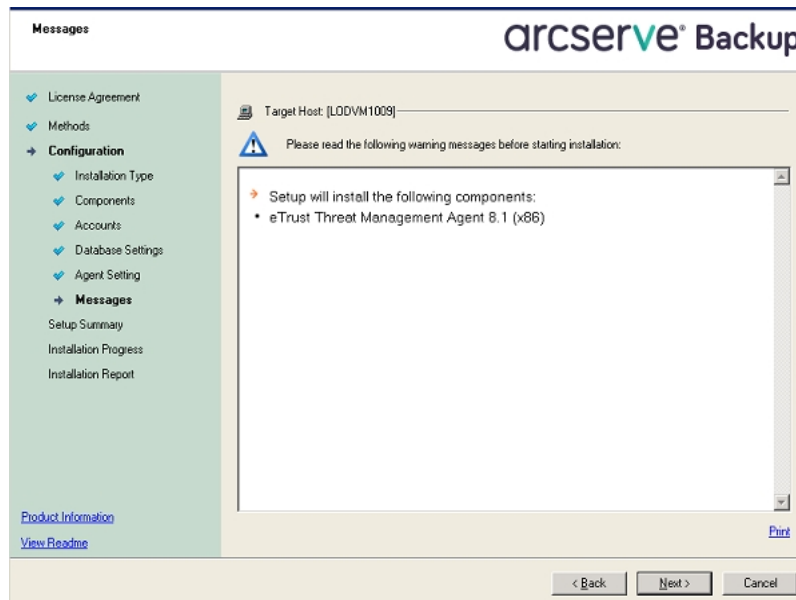 Messages
arcserve® Backup
License Agreement
Methods
Configuration
Installation Type
Components
Accounts
Database Settings
Agent Setting
Messages
Setup Summary
Installation Progress
Installation Report
Product Information
View Readme
Target Host: [LODVM1009]
Please read the following warning messages before starting installation:
Setup will install the following components:
• eTrust Threat Management Agent 8.1 (x86)
Print
< Back
Next >
Cancel